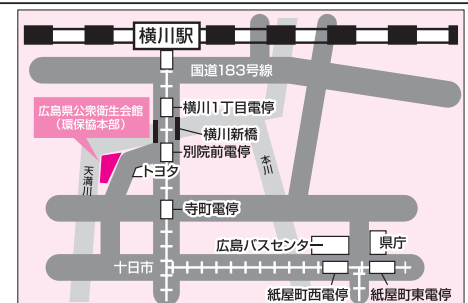 横川駅
国道183号線
広島県公衆衛生会館
(環保協本部)
横川1丁目電停
横川新橋
別院前電停
トヨタ
天満川
本川
寺町電停
広島バスセンター
県庁
十日市
紙屋町西電停
紙屋町東電停